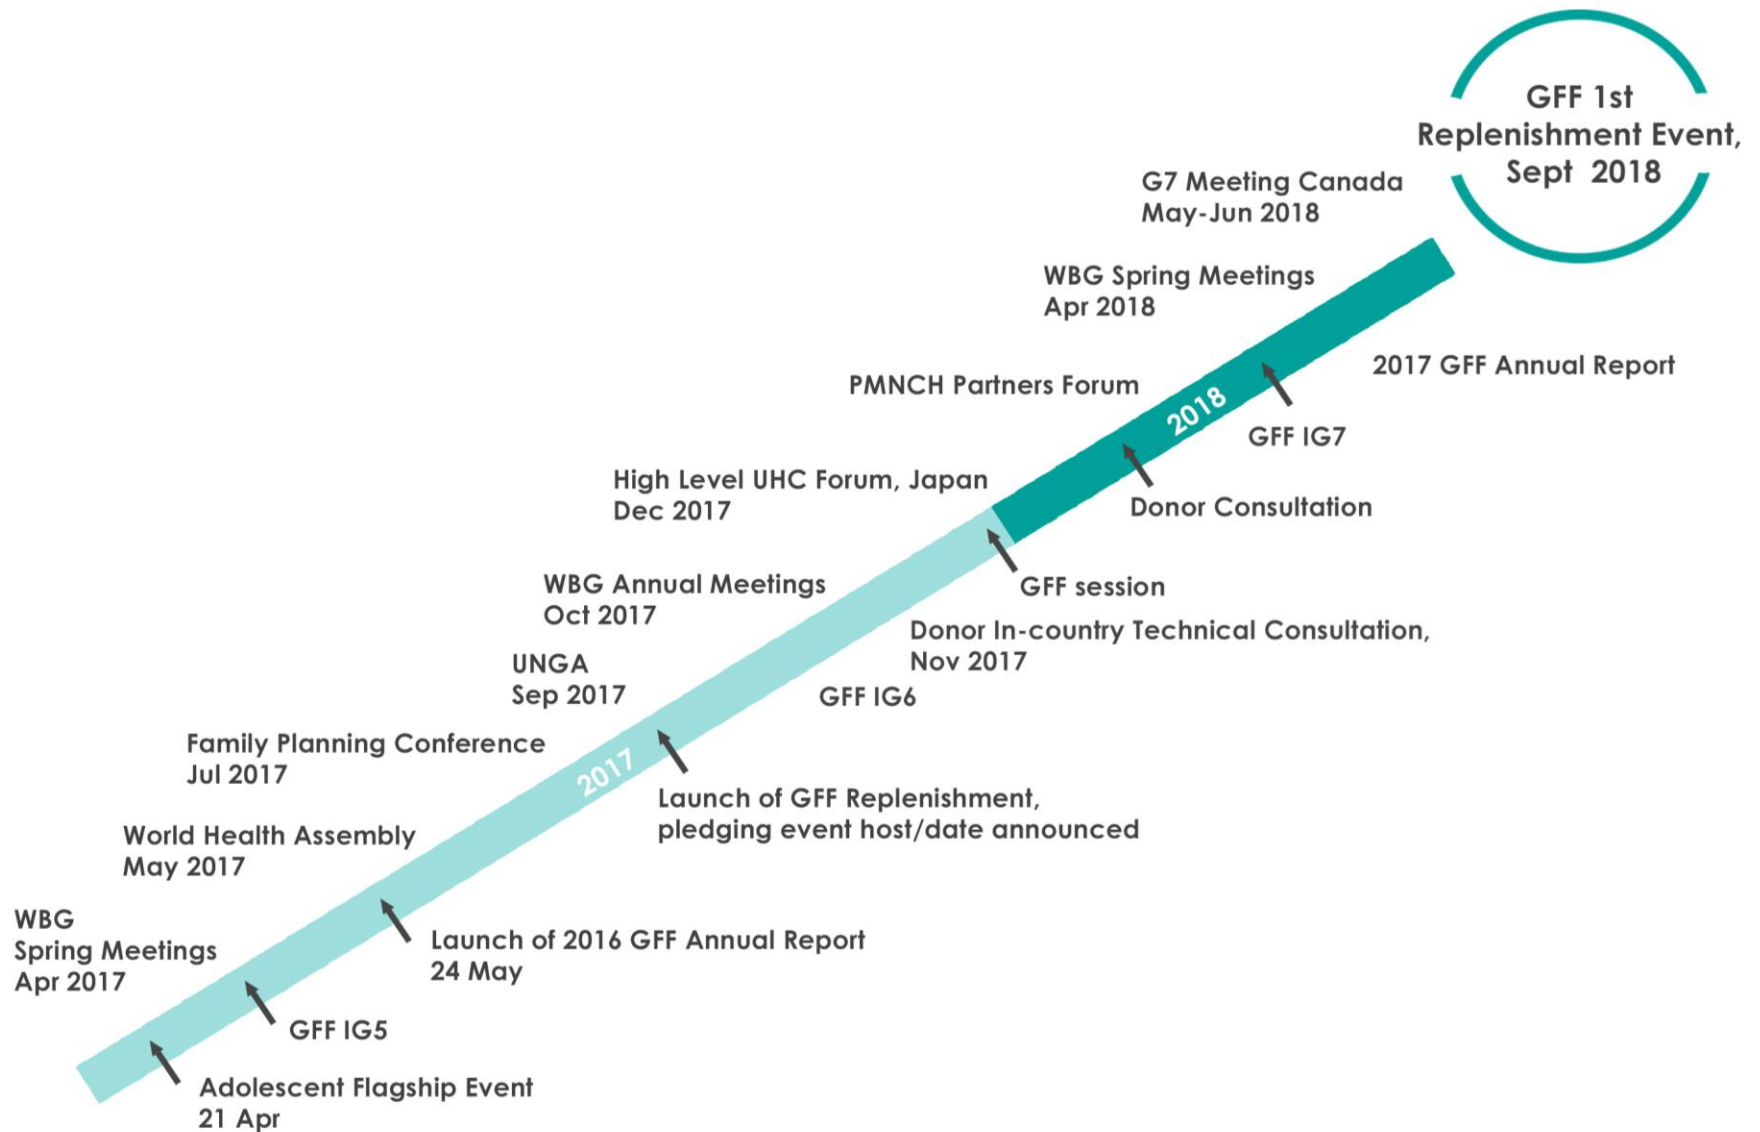 GFF 1st
Replenishment Event,
Sept 2018
G7 Meeting Canada
May-Jun 2018
WBG Spring Meetings
Apr 2018
2017 GFF Annual Report
PMNCH Partners Forum
2018
GFF IG7
High Level UHC Forum, Japan
Dec 2017
Donor Consultation
WBG Annual Meetings
Oct 2017
GFF session
Donor In-country Technical Consultation,
Nov 2017
UNGA
Sep 2017
GFF IG6
Family Planning Conference
Jul 2017
2017
Launch of GFF Replenishment,
pledging event host/date announced
World Health Assembly
May 2017
WBG
Spring Meetings
Apr 2017
Launch of 2016 GFF Annual Report
24 May
GFF IG5
Adolescent Flagship Event
21 Apr